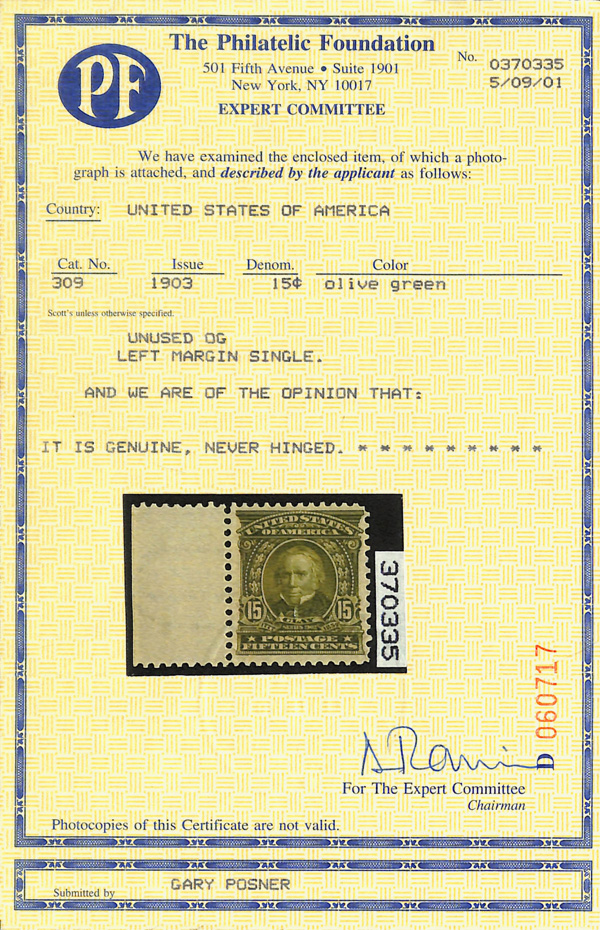 PF
The Philatelic Foundation
501 Fifth Avenue • Suite 1901
New York, NY 10017
EXPERT COMMITTEE
No. 0370335
5/09/01
We have examined the enclosed item, of which a photo-
graph is attached, and described by the applicant as follows:
Country: UNITED STATES OF AMERICA
Cat. No. Issue Denom. Color
309 1903 15¢ olive green
Scott's unless otherwise specified.
UNUSED OG
LEFT MARGIN SINGLE.
AND WE ARE OF THE OPINION THAT:
IT IS GENUINE, NEVER HINGED. * * * * * * * * *
UNITED STATES
OF AMERICA
15 CLAY 15
POSTAGE
FIFTEEN CENTS
370335
D 060717
For The Expert Committee
Chairman
Photocopies of this Certificate are not valid.
Submitted by GARY POSNER